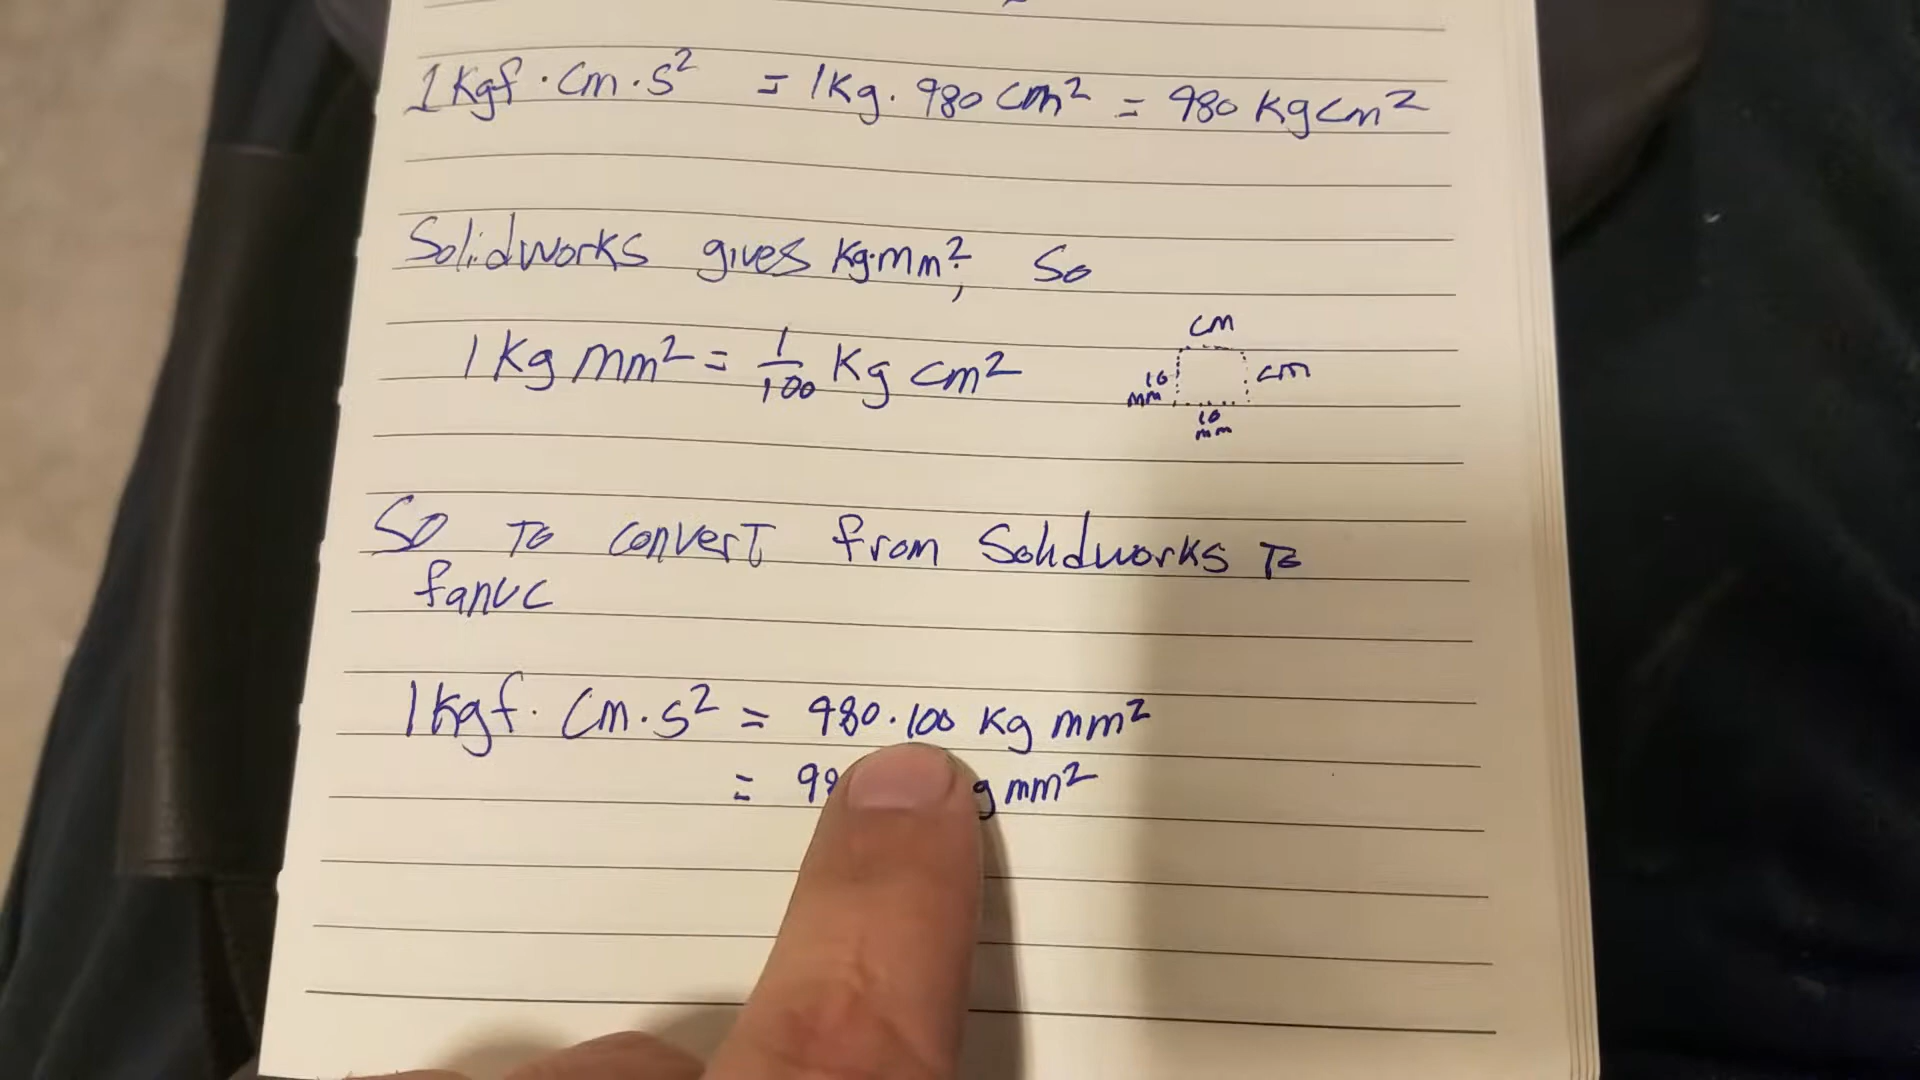 1 Kgf · cm · s² = 1Kg · 980 cm² = 980 Kg cm²
Solidworks gives Kg·mm², So
1 Kg mm² = 1/100 Kg cm²
cm
10 mm
cm
10 mm
So To convert from Solidworks To
fanuc
1 Kgf · cm · s² = 980 · 100 Kg mm²
= 98 g mm²